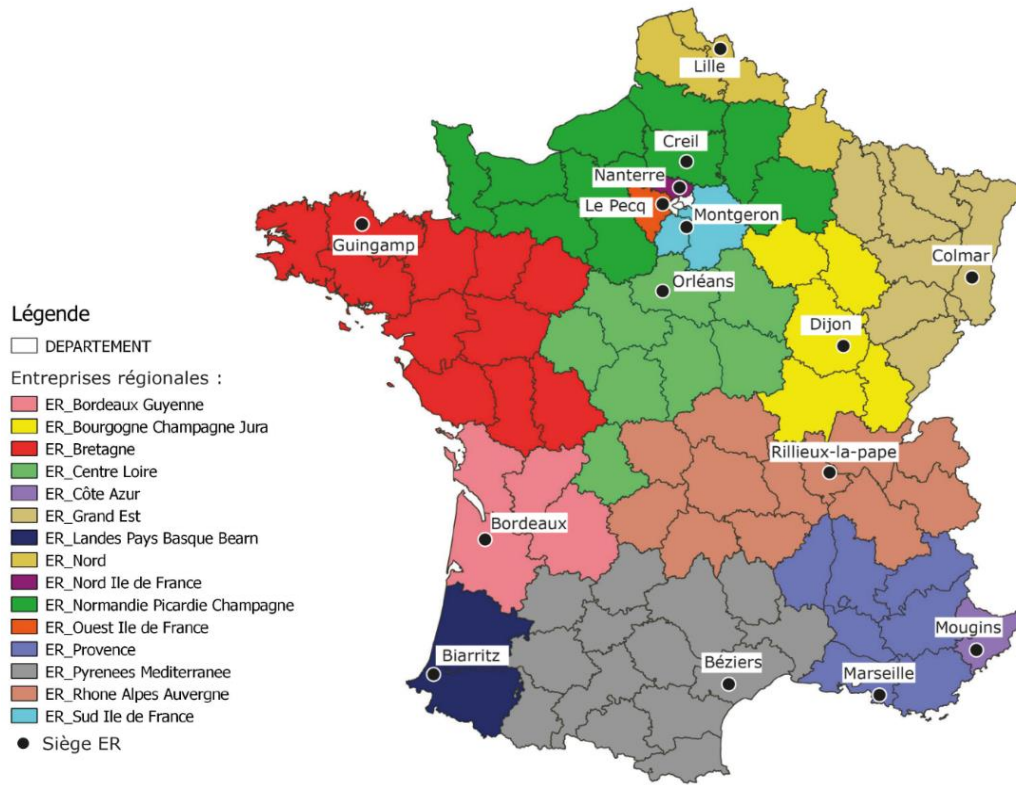 Lille
Creil
Nanterre
Le Pecq
Montgeron
Guingamp
Colmar
Orléans
Dijon
Légende
DEPARTEMENT
Entreprises régionales :
ER_Bordeaux Guyenne
ER_Bourgogne Champagne Jura
ER_Bretagne
ER_Centre Loire
ER_Côte Azur
ER_Grand Est
ER_Landes Pays Basque Bearn
ER_Nord
ER_Nord Ile de France
ER_Normandie Picardie Champagne
ER_Ouest Ile de France
ER_Provence
ER_Pyrenees Mediterranee
ER_Rhone Alpes Auvergne
ER_Sud Ile de France
Siège ER
Rillieux-la-pape
Bordeaux
Mougins
Biarritz
Béziers
Marseille